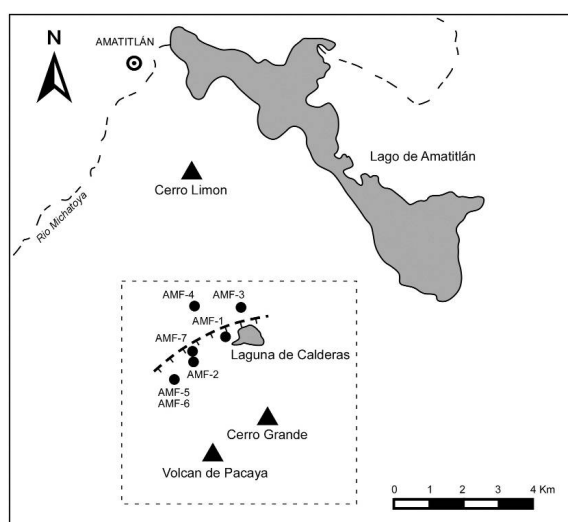 N
AMATITLÁN
Lago de Amatitlán
Cerro Limon
Rio Michatoya
AMF-4
AMF-3
AMF-1
AMF-7
Laguna de Calderas
AMF-2
AMF-5
AMF-6
Cerro Grande
Volcan de Pacaya
0 1 2 3 4 Km